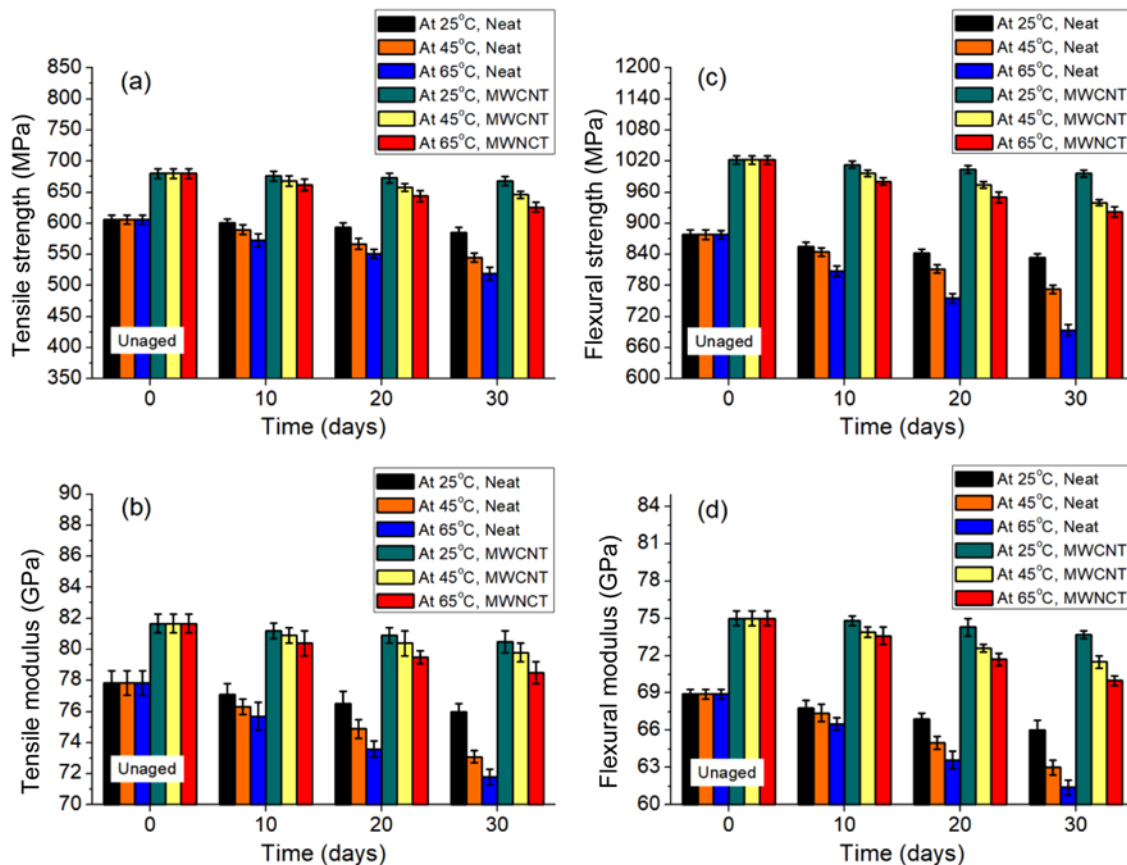 At 25°C, Neat
At 45°C, Neat
At 65°C, Neat
At 25°C, MWCNT
At 45°C, MWCNT
At 65°C, MWNCT
(a)
850
800
750
700
650
600
550
500
450
400
350
Tensile strength (MPa)
Unaged
0 10 20 30
Time (days)
At 25°C, Neat
At 45°C, Neat
At 65°C, Neat
At 25°C, MWCNT
At 45°C, MWCNT
At 65°C, MWNCT
(c)
1200
1140
1080
1020
960
900
840
780
720
660
600
Flexural strength (MPa)
Unaged
0 10 20 30
Time (days)
At 25°C, Neat
At 45°C, Neat
At 65°C, Neat
At 25°C, MWCNT
At 45°C, MWCNT
At 65°C, MWNCT
(b)
90
88
86
84
82
80
78
76
74
72
70
Tensile modulus (GPa)
Unaged
0 10 20 30
Time (days)
At 25°C, Neat
At 45°C, Neat
At 65°C, Neat
At 25°C, MWCNT
At 45°C, MWCNT
At 65°C, MWNCT
(d)
84
81
78
75
72
69
66
63
60
Flexural modulus (GPa)
Unaged
0 10 20 30
Time (days)